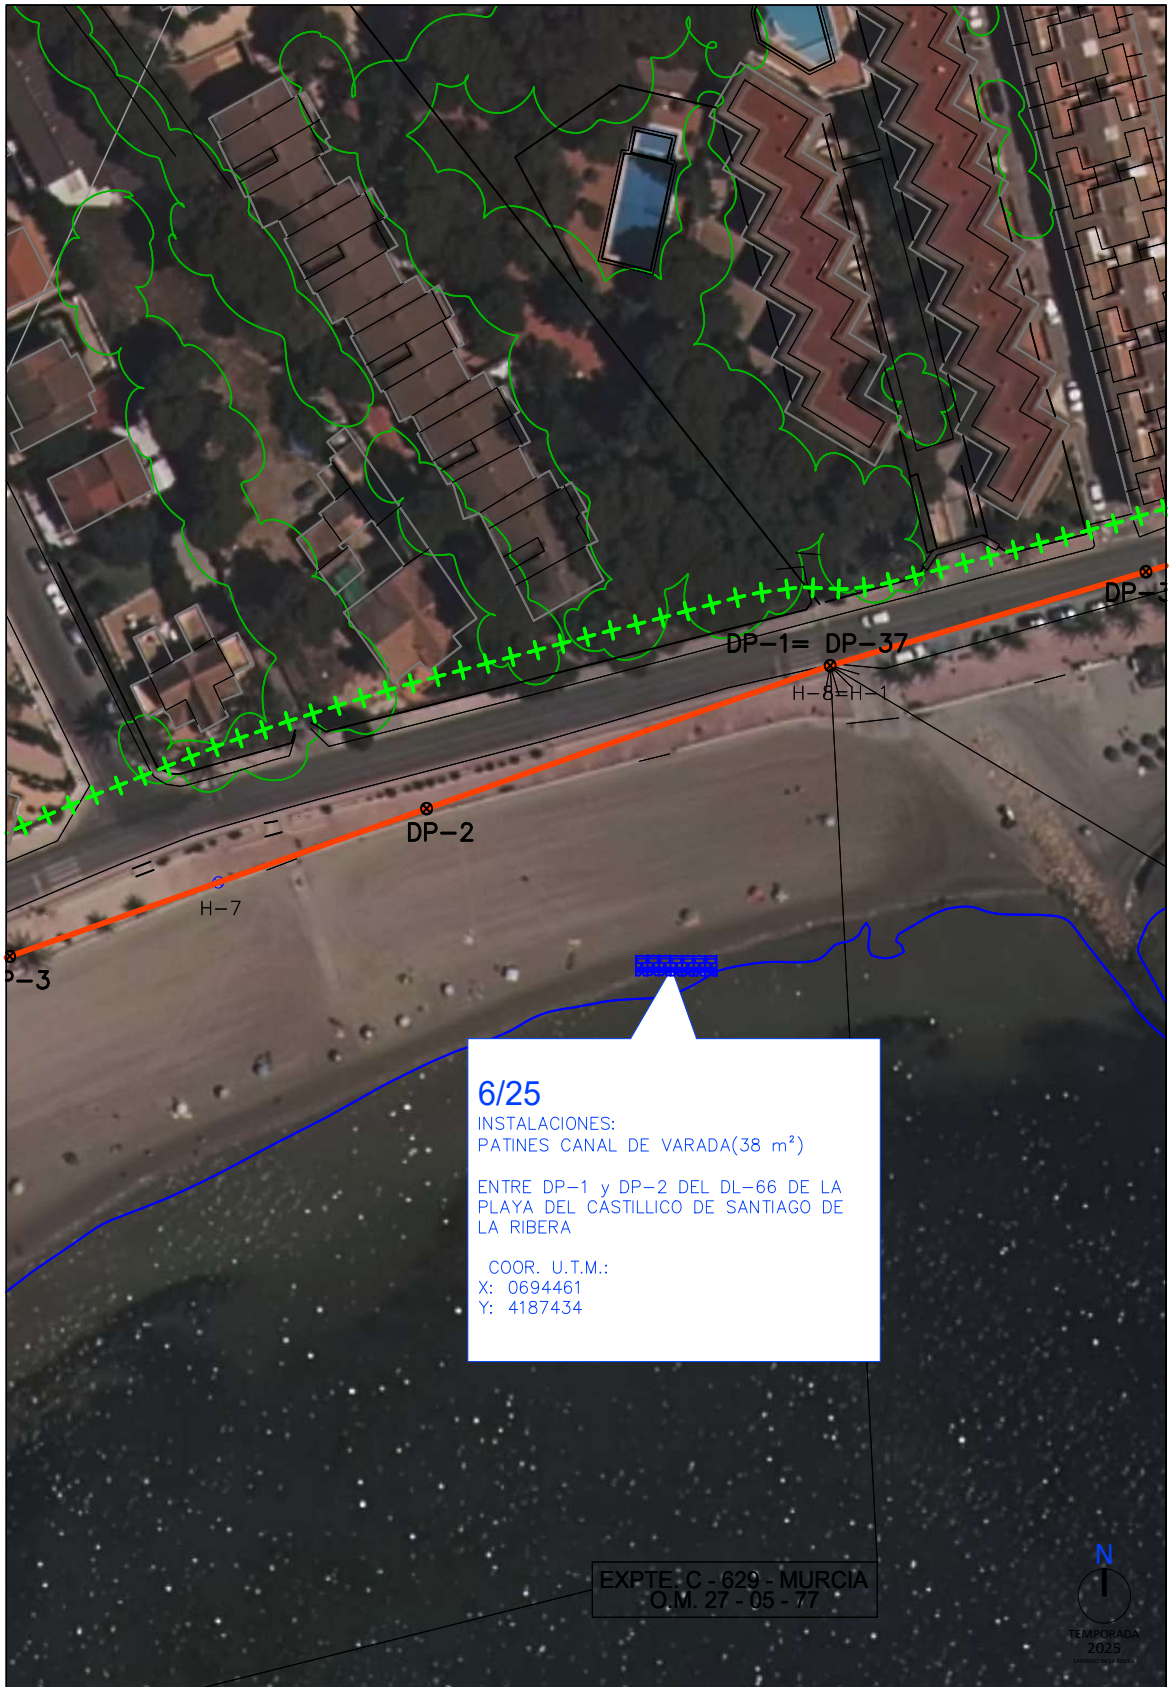 DP-3
DP-1= DP-37
H-8=H-1
DP-2
H-7
P-3
6/25
INSTALACIONES:
PATINES CANAL DE VARADA(38 m²)
ENTRE DP-1 y DP-2 DEL DL-66 DE LA
PLAYA DEL CASTILLICO DE SANTIAGO DE
LA RIBERA
COOR. U.T.M.:
X: 0694461
Y: 4187434
EXPTE. C - 629 - MURCIA
O.M. 27 - 05 - 77
N
TEMPORADA
2025